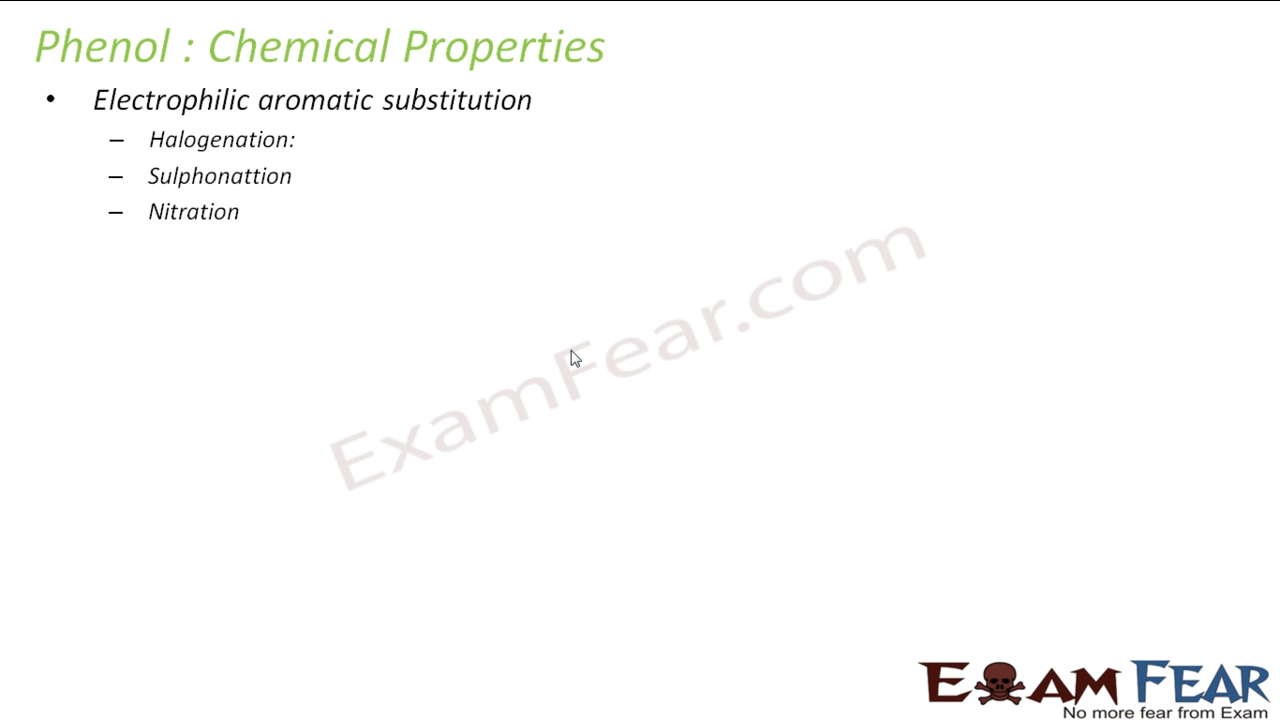 Phenol : Chemical Properties
• Electrophilic aromatic substitution
– Halogenation:
– Sulphonattion
– Nitration
ExamFear.com
EXAM FEAR
No more fear from Exam